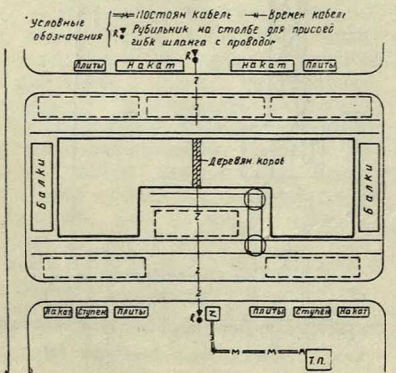 Условные обозначения
Постоян кабель
Времен кабель
R. Рубильник на столбе для присоед гибк шланга с проводом
R.
Плиты Накат Накат Плиты
Деревян короб
Балки
Балки
R.
Накат Ступен Плиты Плиты Ступен Накат
Т.П.